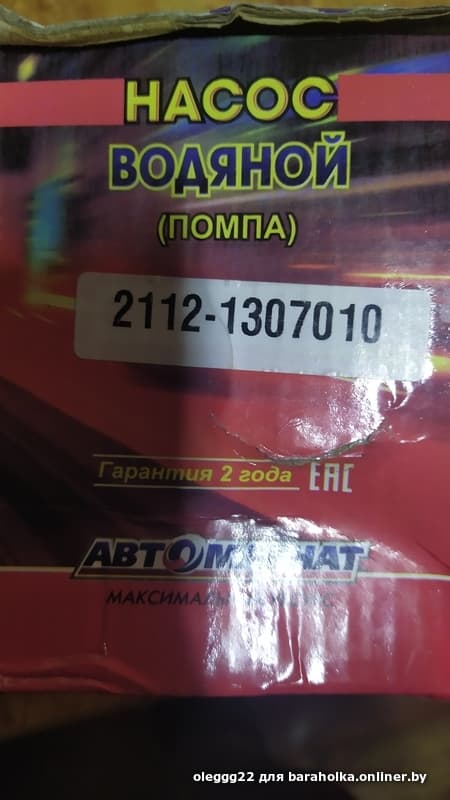 НАСОС
ВОДЯНОЙ
(ПОМПА)
2112-1307010
Гарантия 2 года EAC
АВТОМАГНАТ
oleggg22 для baraholka.onliner.by